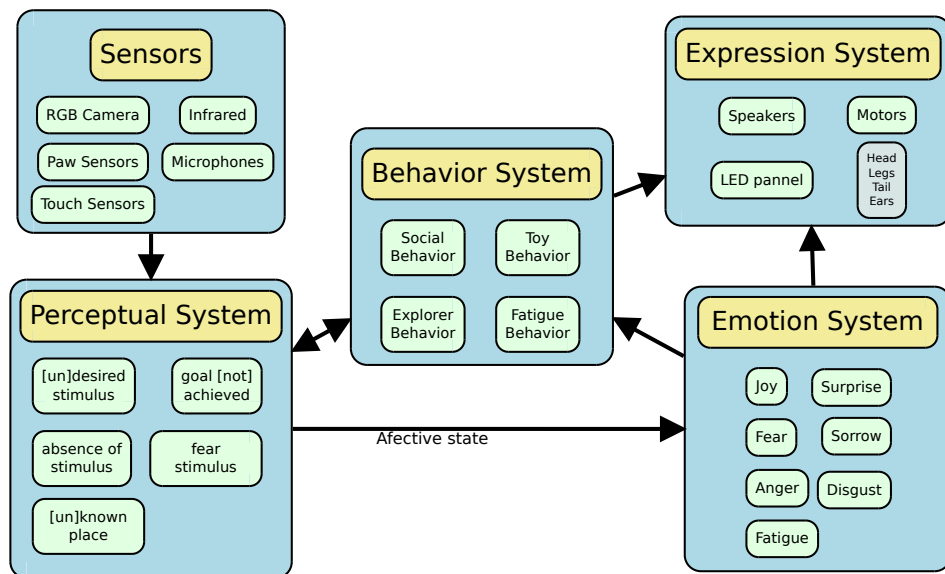 Sensors
RGB Camera
Infrared
Paw Sensors
Microphones
Touch Sensors
Expression System
Speakers
Motors
LED pannel
Head
Legs
Tail
Ears
Behavior System
Social
Behavior
Toy
Behavior
Explorer
Behavior
Fatigue
Behavior
Perceptual System
[un]desired
stimulus
goal [not]
achieved
absence of
stimulus
fear
stimulus
[un]known
place
Afective state
Emotion System
Joy
Surprise
Fear
Sorrow
Anger
Disgust
Fatigue